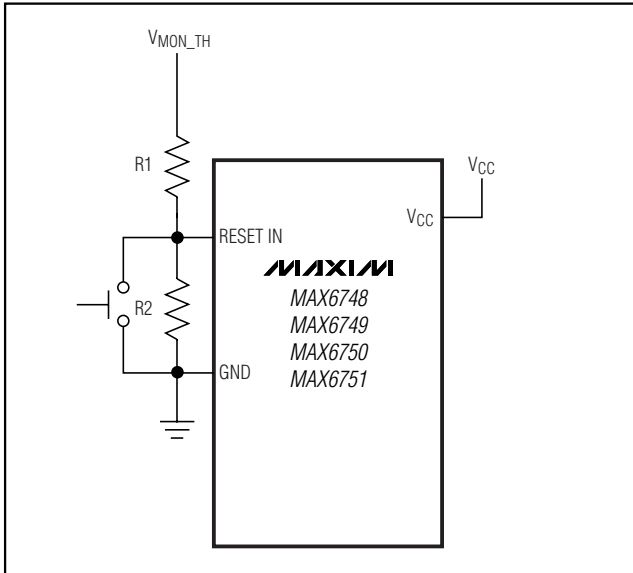 VMON_TH
R1
VCC
VCC
RESET IN
MAXIM
MAX6748
R2
MAX6749
MAX6750
GND
MAX6751